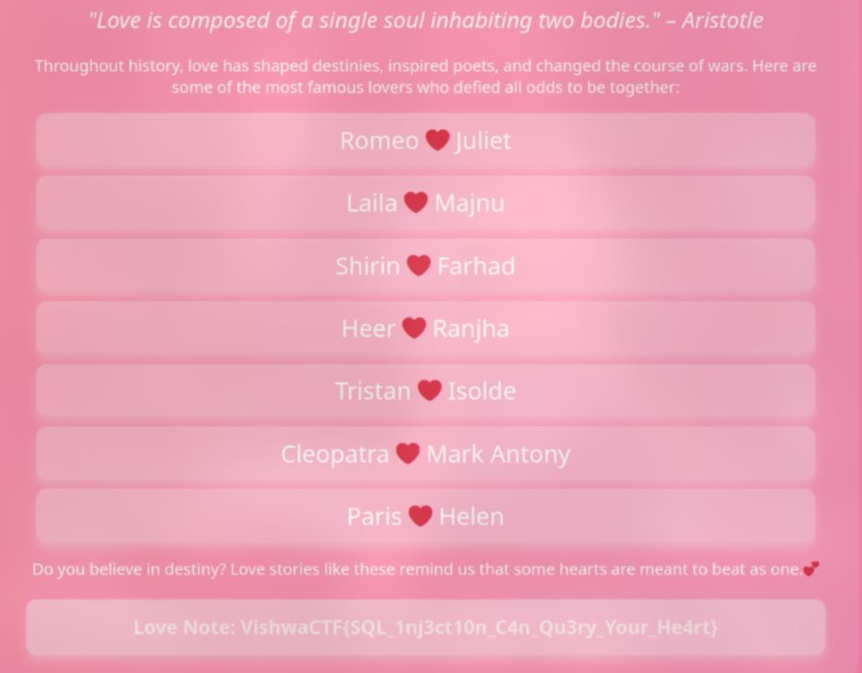 "Love is composed of a single soul inhabiting two bodies." – Aristotle
Throughout history, love has shaped destinies, inspired poets, and changed the course of wars. Here are
some of the most famous lovers who defied all odds to be together:
Romeo ❤️ Juliet
Laila ❤️ Majnu
Shirin ❤️ Farhad
Heer ❤️ Ranjha
Tristan ❤️ Isolde
Cleopatra ❤️ Mark Antony
Paris ❤️ Helen
Do you believe in destiny? Love stories like these remind us that some hearts are meant to beat as one.💕
Love Note: VishwaCTF{SQL_1nj3ct10n_C4n_Qu3ry_Your_He4rt}